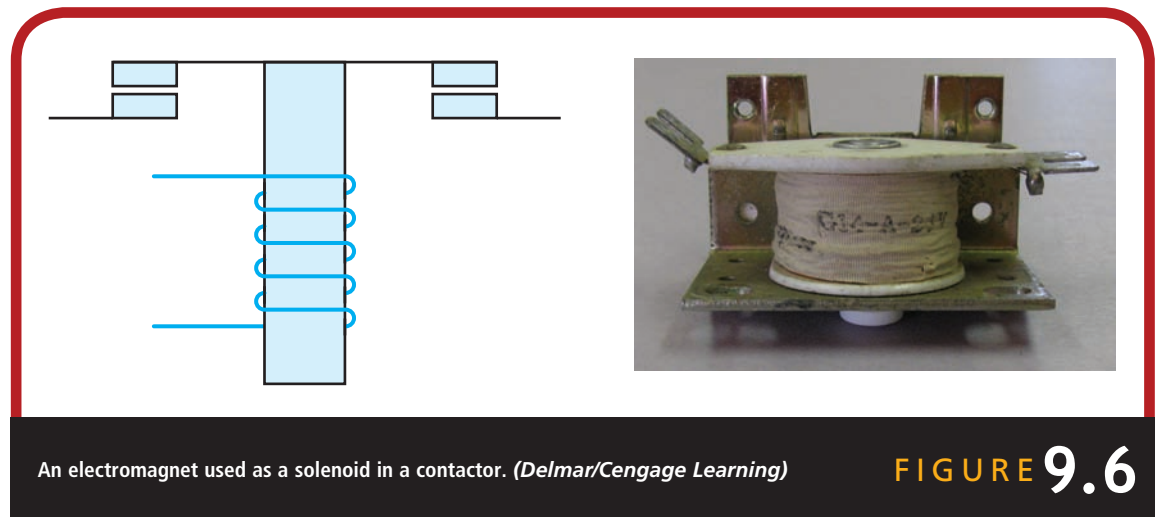 An electromagnet used as a solenoid in a contactor. (Delmar/Cengage Learning)
FIGURE 9.6